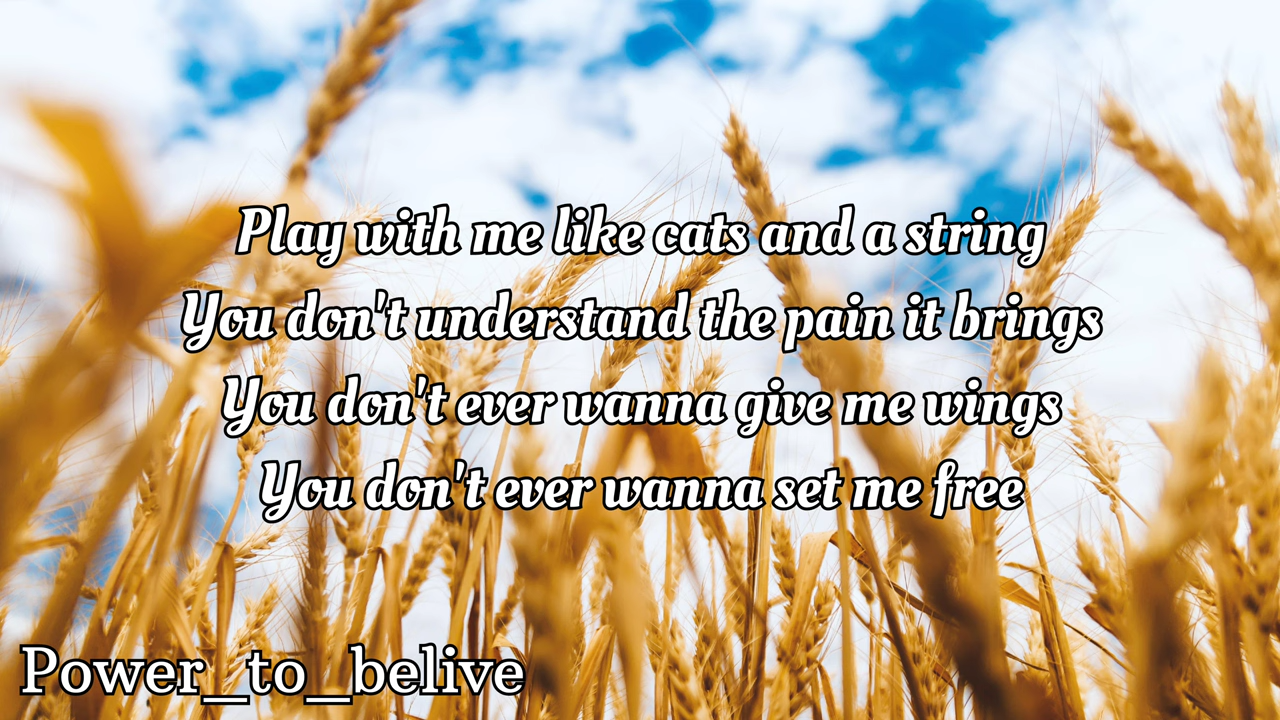 Play with me like cats and a string
You don't understand the pain it brings
You don't ever wanna give me wings
You don't ever wanna set me free
Power_to_belive